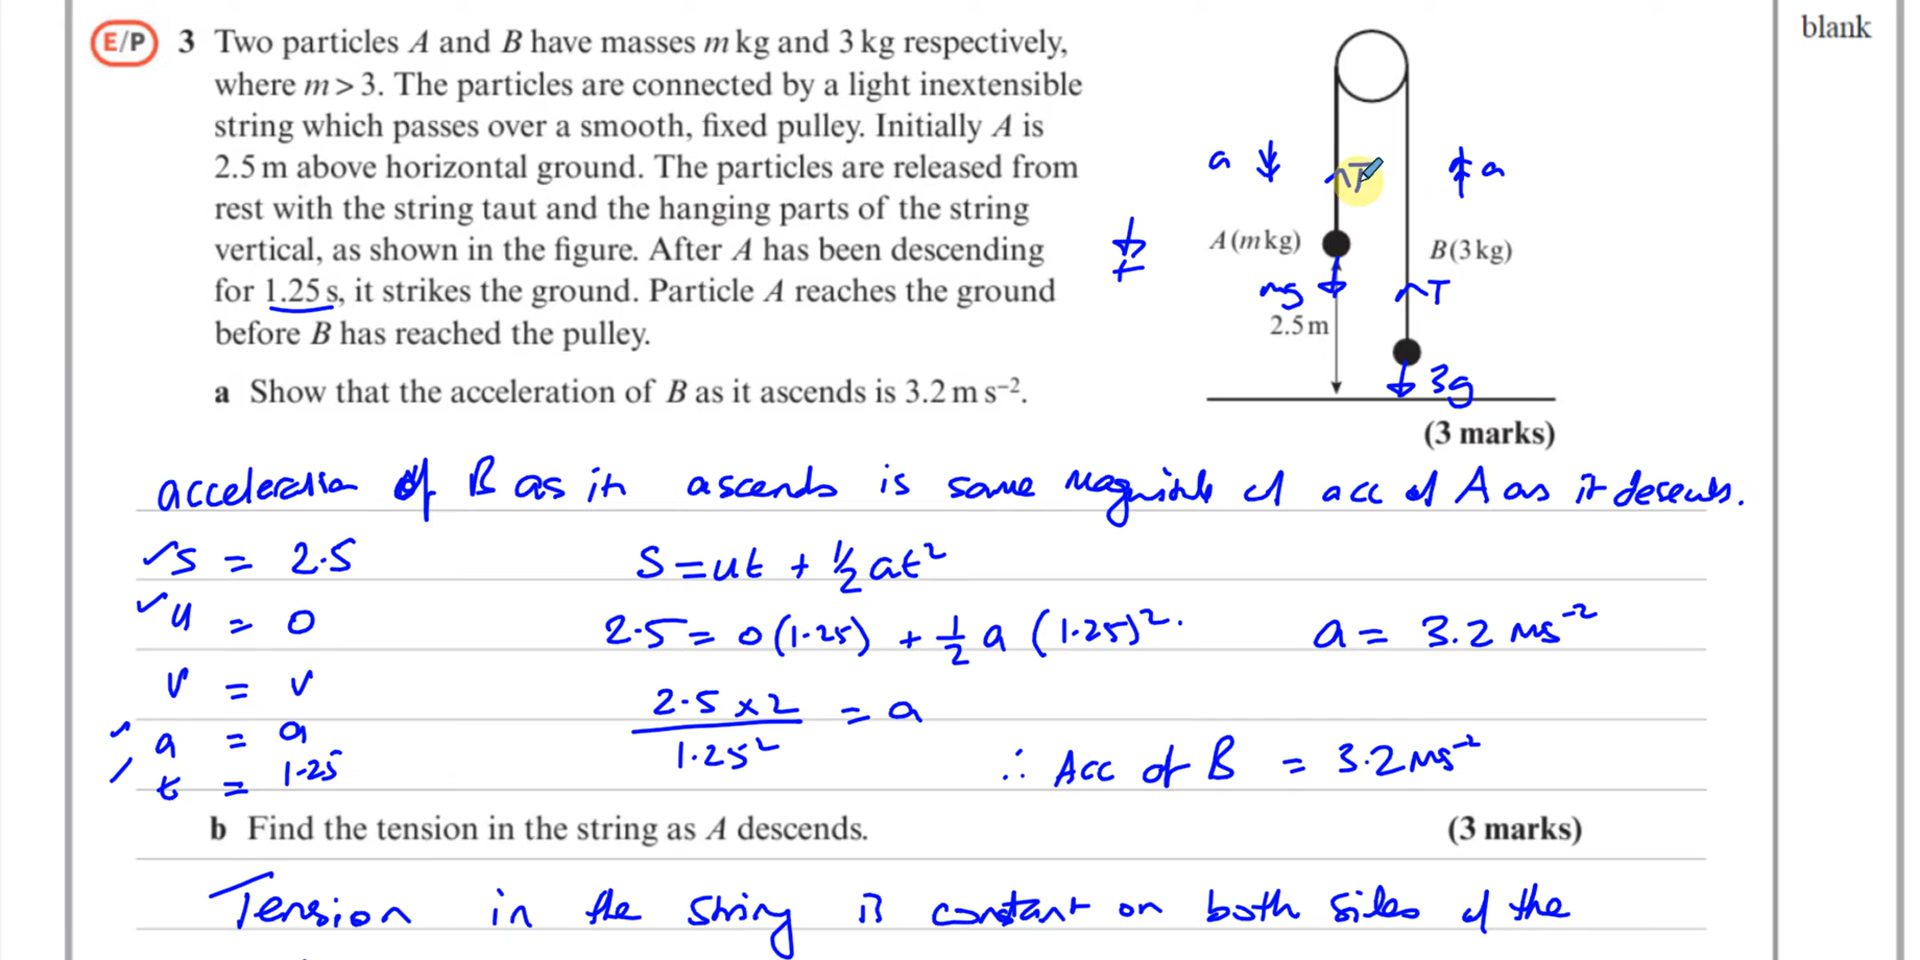 blank
E/P 3 Two particles A and B have masses m kg and 3 kg respectively,
where m > 3. The particles are connected by a light inextensible
string which passes over a smooth, fixed pulley. Initially A is
2.5 m above horizontal ground. The particles are released from
rest with the string taut and the hanging parts of the string
vertical, as shown in the figure. After A has been descending
for 1.25 s, it strikes the ground. Particle A reaches the ground
before B has reached the pulley.
a T a
A (m kg) B (3 kg)
mg T
2.5 m
3g
a Show that the acceleration of B as it ascends is 3.2 m s⁻².
(3 marks)
acceleration of B as it ascends is same magnitude of acc of A as it descends.
s = 2.5 S = ut + ½ at²
u = 0 2.5 = 0 (1.25) + ½ a (1.25)². a = 3.2 ms⁻²
v = v 2.5 × 2 / 1.25² = a
a = a
t = 1.25 ∴ Acc of B = 3.2 ms⁻²
b Find the tension in the string as A descends. (3 marks)
Tension in the string is constant on both sides of the